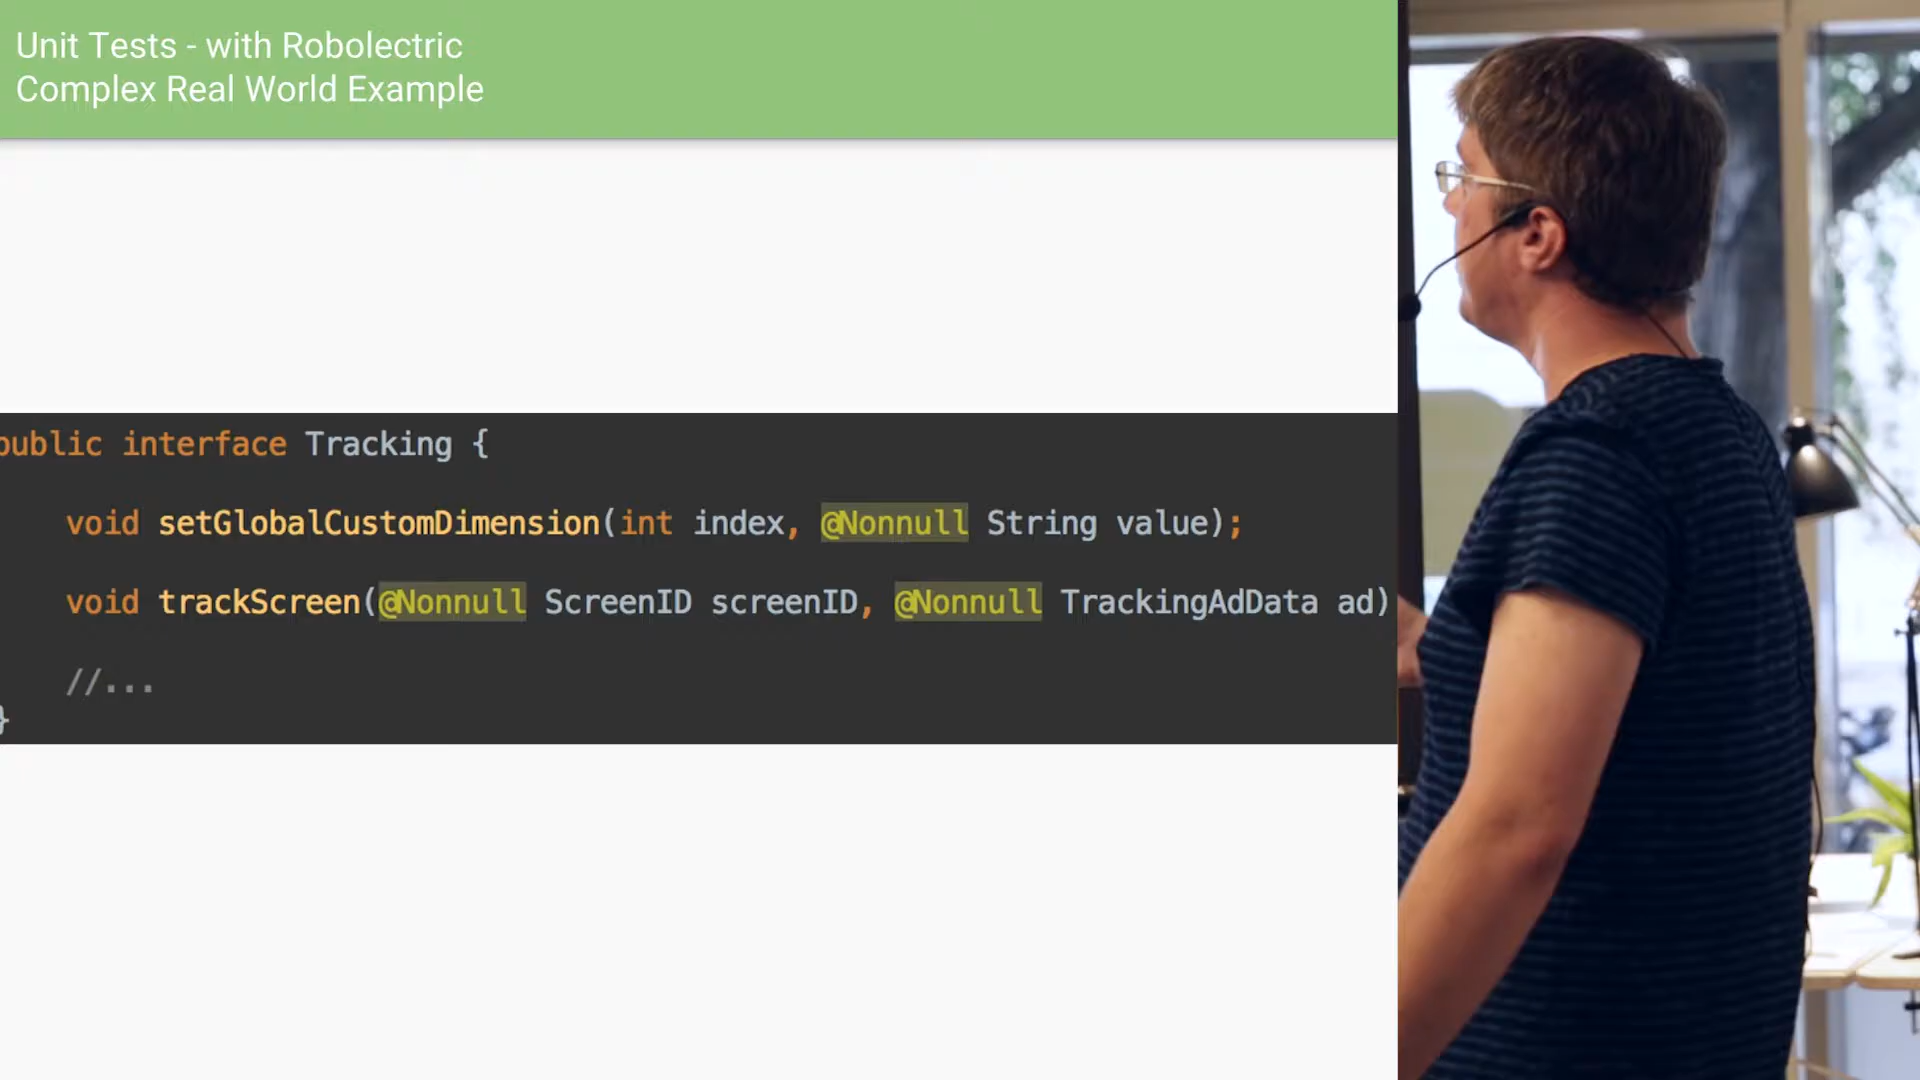 Unit Tests - with Robolectric
Complex Real World Example
public interface Tracking {
void setGlobalCustomDimension(int index, @Nonnull String value);
void trackScreen(@Nonnull ScreenID screenID, @Nonnull TrackingAdData ad)
//...
}